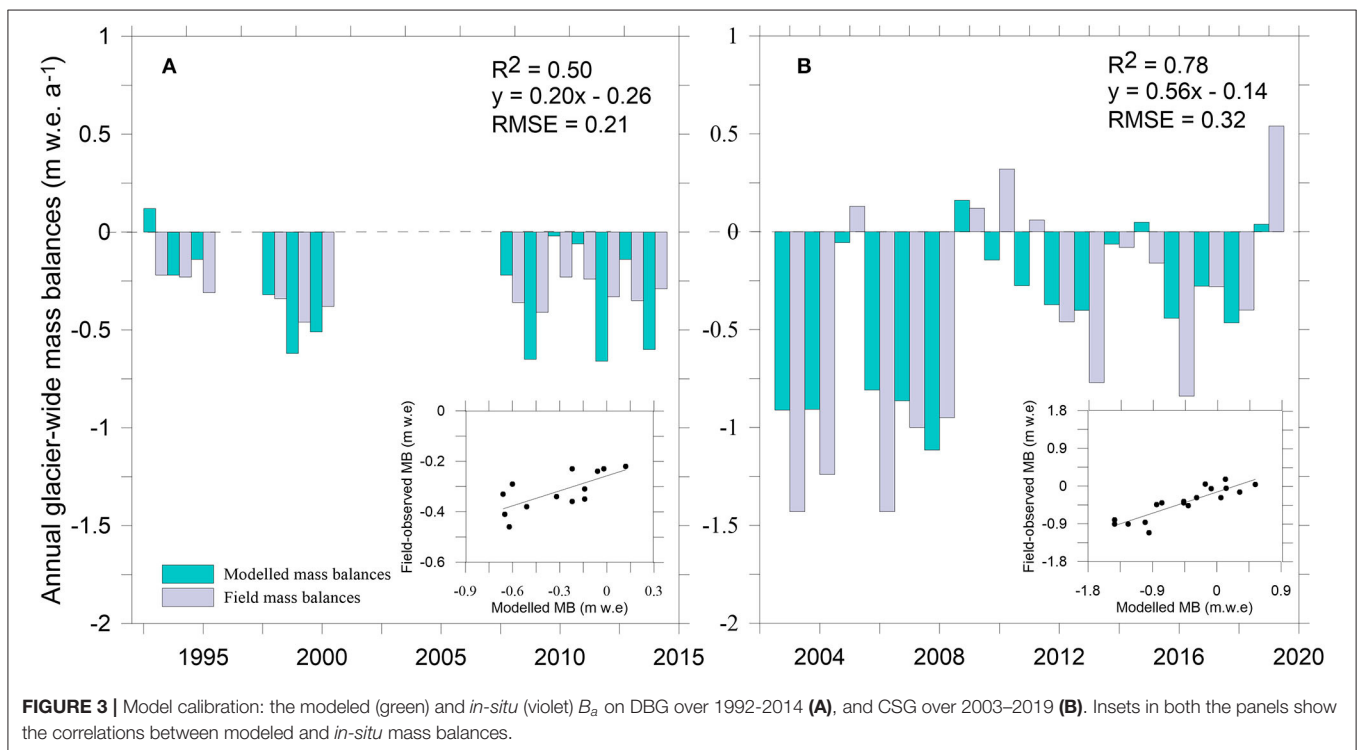 A
R2 = 0.50
y = 0.20x - 0.26
RMSE = 0.21
Annual glacier-wide mass balances (m w.e. a-1)
1
0.5
0
-0.5
-1
-1.5
-2
1995
2000
2005
2010
2015
Modelled mass balances
Field mass balances
Field-observed MB (m w.e)
0
-0.2
-0.4
-0.6
-0.9
-0.6
-0.3
0
0.3
Modelled MB (m w.e)
B
R2 = 0.78
y = 0.56x - 0.14
RMSE = 0.32
1
0.5
0
-0.5
-1
-1.5
-2
2004
2008
2012
2016
2020
Field-observed MB (m w.e)
1.8
0.9
0
-0.9
-1.8
-1.8
-0.9
0
0.9
Modelled MB (m.w.e)
FIGURE 3 | Model calibration: the modeled (green) and in-situ (violet) Ba on DBG over 1992-2014 (A), and CSG over 2003–2019 (B). Insets in both the panels show
the correlations between modeled and in-situ mass balances.